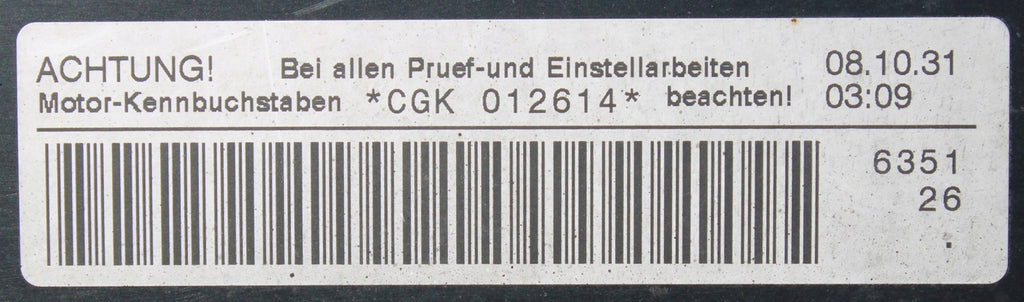 ACHTUNG! Bei allen Pruef-und Einstellarbeiten 08.10.31
Motor-Kennbuchstaben *CGK 012614* beachten! 03:09
6351
26
.